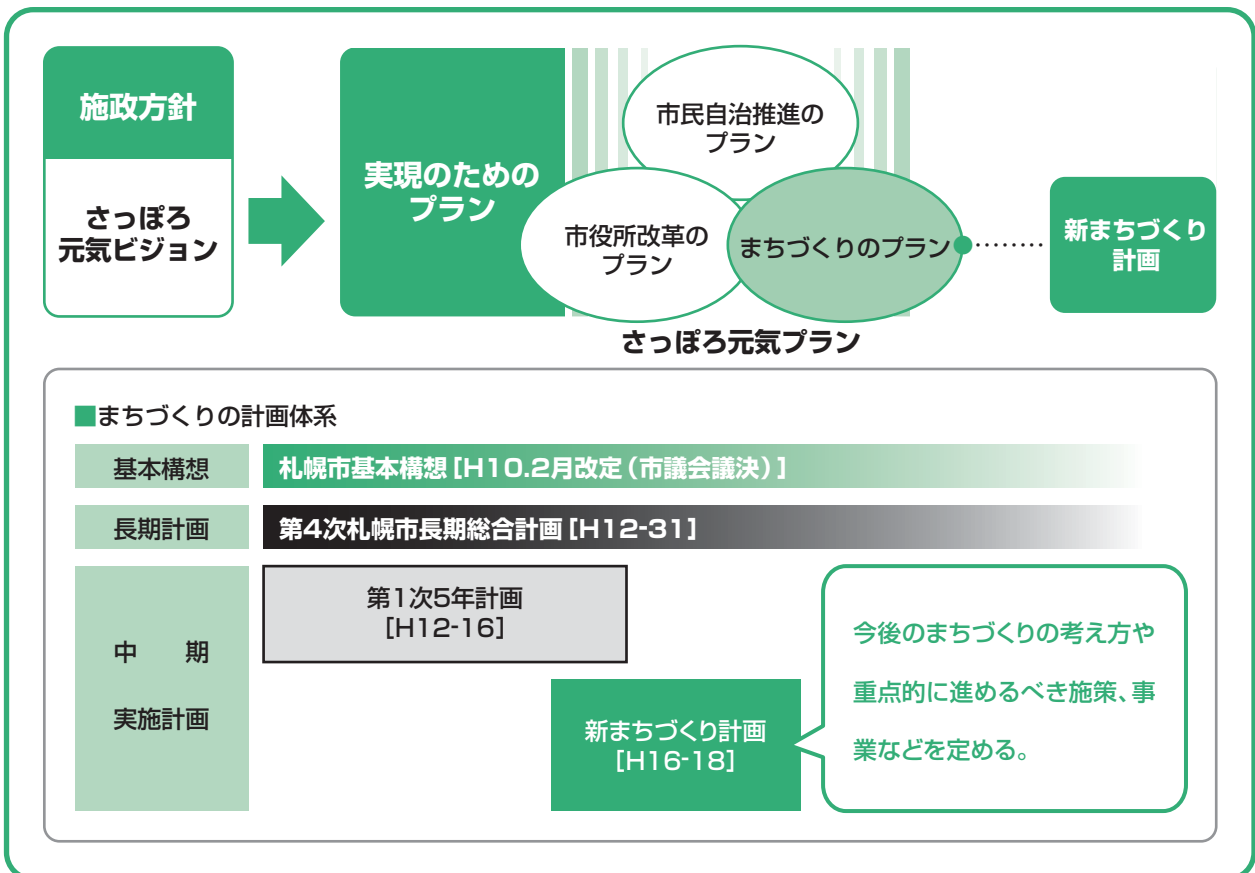 施政方針
さっぽろ
元気ビジョン
実現のための
プラン
市民自治推進の
プラン
市役所改革の
プラン
まちづくりのプラン
新まちづくり
計画
さっぽろ元気プラン
■まちづくりの計画体系
基本構想
札幌市基本構想[H10.2月改定(市議会議決)]
長期計画
第4次札幌市長期総合計画[H12-31]
中　期
実施計画
第1次5年計画
[H12-16]
新まちづくり計画
[H16-18]
今後のまちづくりの考え方や
重点的に進めるべき施策、事
業などを定める。